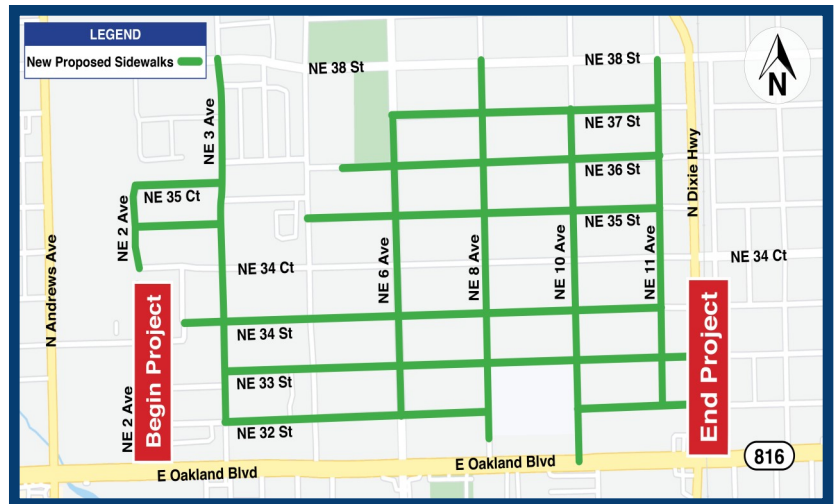 LEGEND
New Proposed Sidewalks
N
NE 38 St
NE 38 St
NE 3 Ave
NE 37 St
N Dixie Hwy
NE 36 St
NE 35 Ct
NE 2 Ave
NE 35 St
N Andrews Ave
NE 6 Ave
NE 8 Ave
NE 10 Ave
NE 11 Ave
NE 34 Ct
NE 34 Ct
Begin Project
End Project
NE 34 St
NE 33 St
NE 2 Ave
NE 32 St
E Oakland Blvd
E Oakland Blvd
816